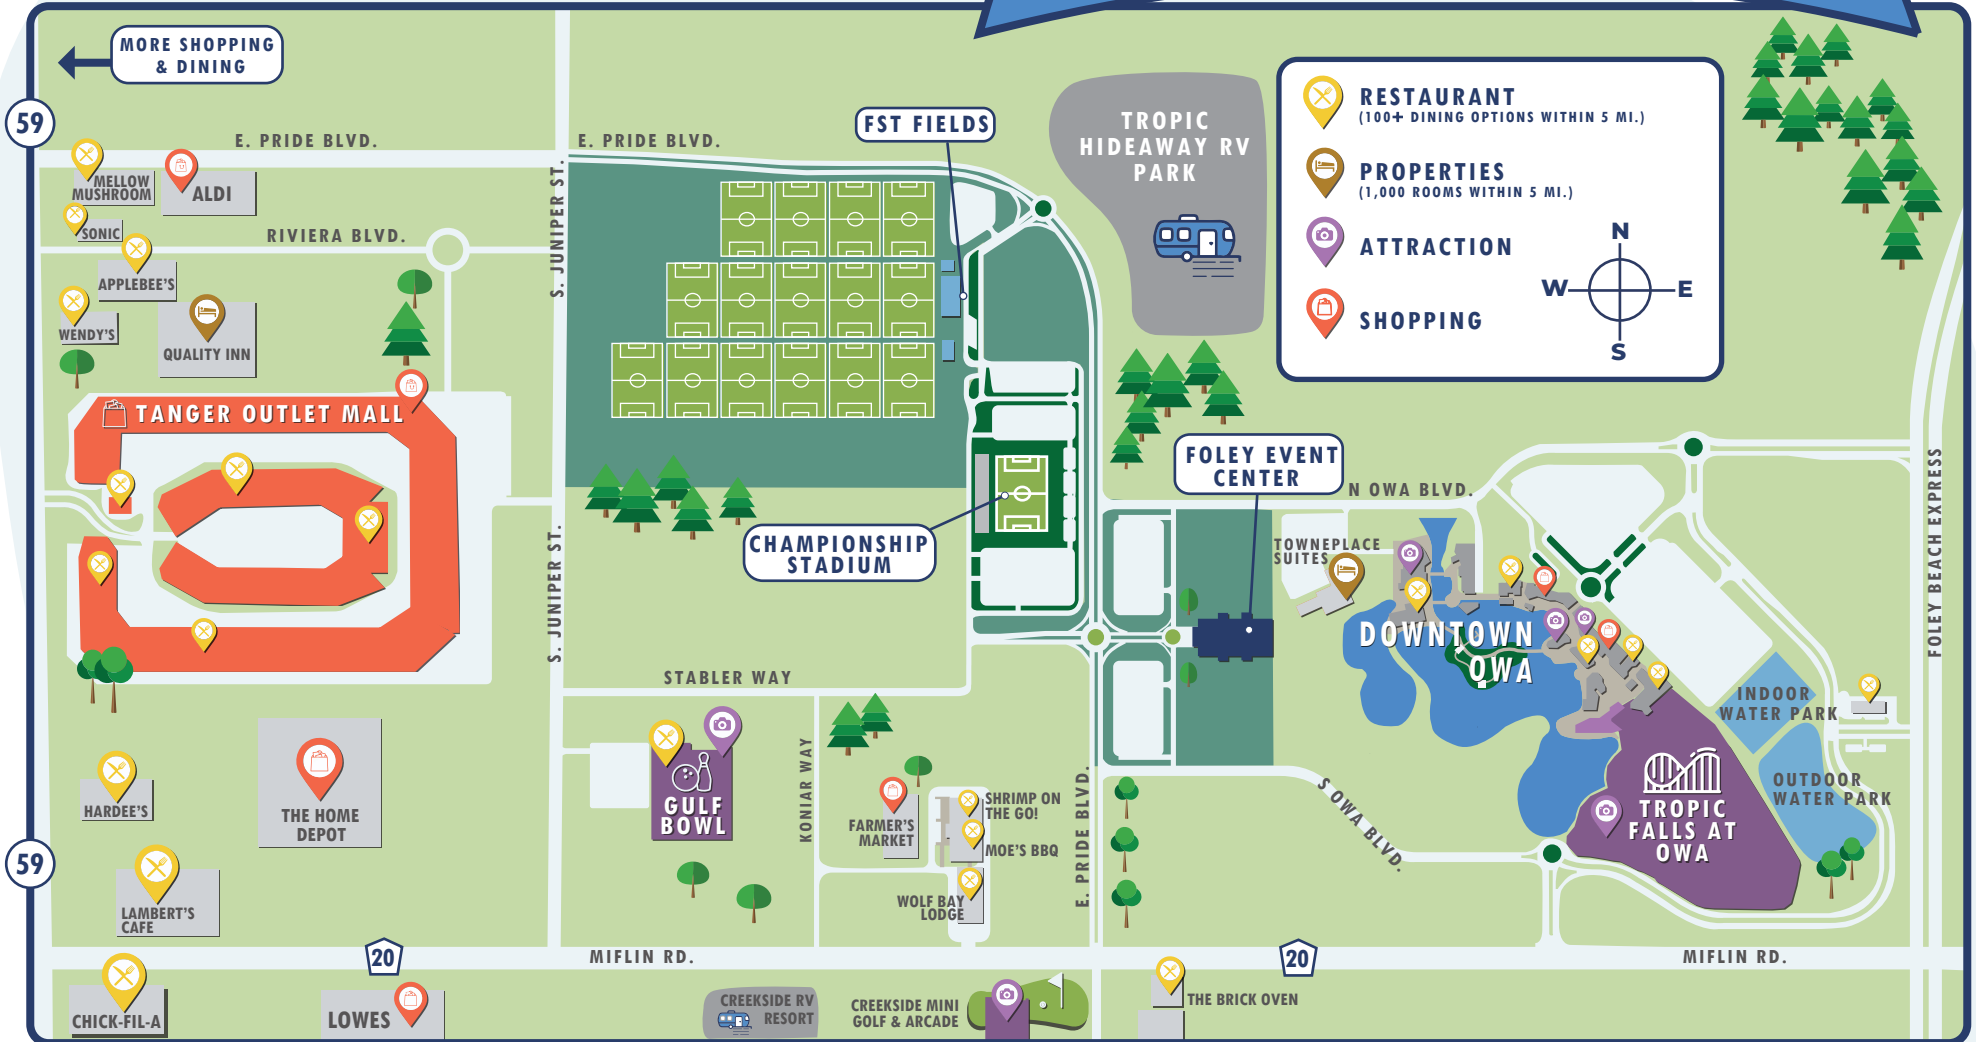 MORE SHOPPING
& DINING
59
E. PRIDE BLVD.
E. PRIDE BLVD.
FST FIELDS
TROPIC
HIDEAWAY RV
PARK
RESTAURANT
(100+ DINING OPTIONS WITHIN 5 MI.)
PROPERTIES
(1,000 ROOMS WITHIN 5 MI.)
ATTRACTION
SHOPPING
N
W
E
S
MELLOW
MUSHROOM
ALDI
SONIC
RIVIERA BLVD.
S. JUNIPER ST.
APPLEBEE'S
WENDY'S
QUALITY INN
TANGER OUTLET MALL
FOLEY EVENT
CENTER
N OWA BLVD.
FOLEY BEACH EXPRESS
CHAMPIONSHIP
STADIUM
TOWNEPLACE
SUITES
S. JUNIPER ST.
DOWNTOWN
OWA
STABLER WAY
INDOOR
WATER PARK
HARDEE'S
THE HOME
DEPOT
GULF
BOWL
KONIAR WAY
FARMER'S
MARKET
SHRIMP ON
THE GO!
MOE'S BBQ
E. PRIDE BLVD.
S OWA BLVD.
TROPIC
FALLS AT
OWA
OUTDOOR
WATER PARK
59
LAMBERT'S
CAFE
WOLF BAY
LODGE
20
MIFLIN RD.
20
MIFLIN RD.
CHICK-FIL-A
LOWES
CREEKSIDE RV
RESORT
CREEKSIDE MINI
GOLF & ARCADE
THE BRICK OVEN